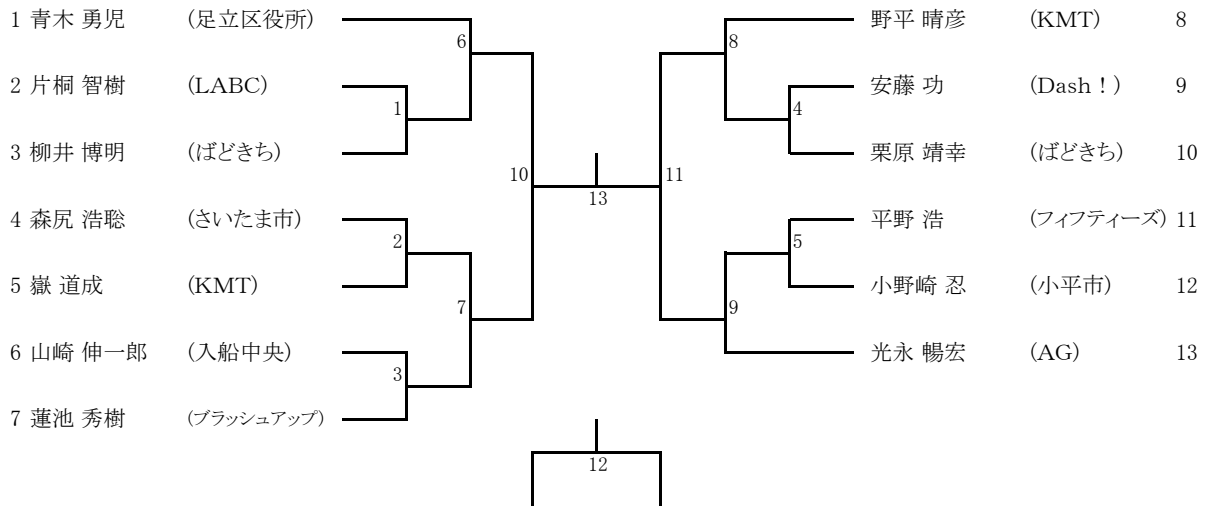 1 青木 勇児 (足立区役所) 6 8 野平 晴彦 (KMT) 8
2 片桐 智樹 (LABC) 1 4 安藤 功 (Dash！) 9
3 柳井 博明 (ばどきち) 10 13 11 栗原 靖幸 (ばどきち) 10
4 森尻 浩聡 (さいたま市) 2 5 平野 浩 (フィフティーズ) 11
5 嶽 道成 (KMT) 7 9 小野崎 忍 (小平市) 12
6 山崎 伸一郎 (入船中央) 3 光永 暢宏 (AG) 13
7 蓮池 秀樹 (ブラッシュアップ)
12